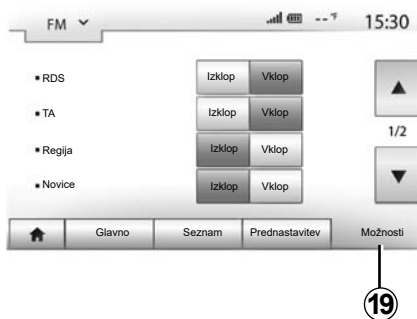 FM -- °F 15:30
RDS Izklop Vklop
TA Izklop Vklop
1/2
Regija Izklop Vklop
Novice Izklop Vklop
Glavno Seznam Prednastavitev Možnosti
19